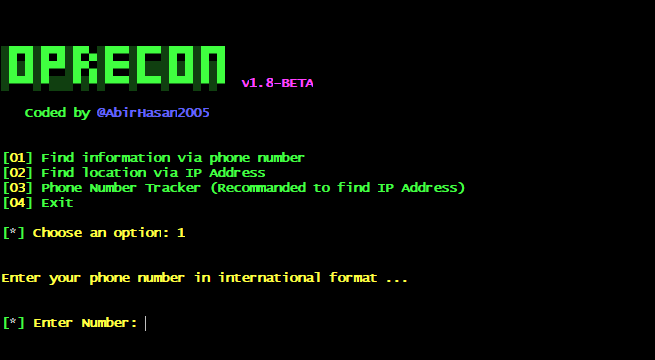 OPRECON
v1.8-BETA
Coded by @AbirHasan2005
[01] Find information via phone number
[02] Find location via IP Address
[03] Phone Number Tracker (Recommanded to find IP Address)
[04] Exit
[*] Choose an option: 1
Enter your phone number in international format ...
[*] Enter Number: